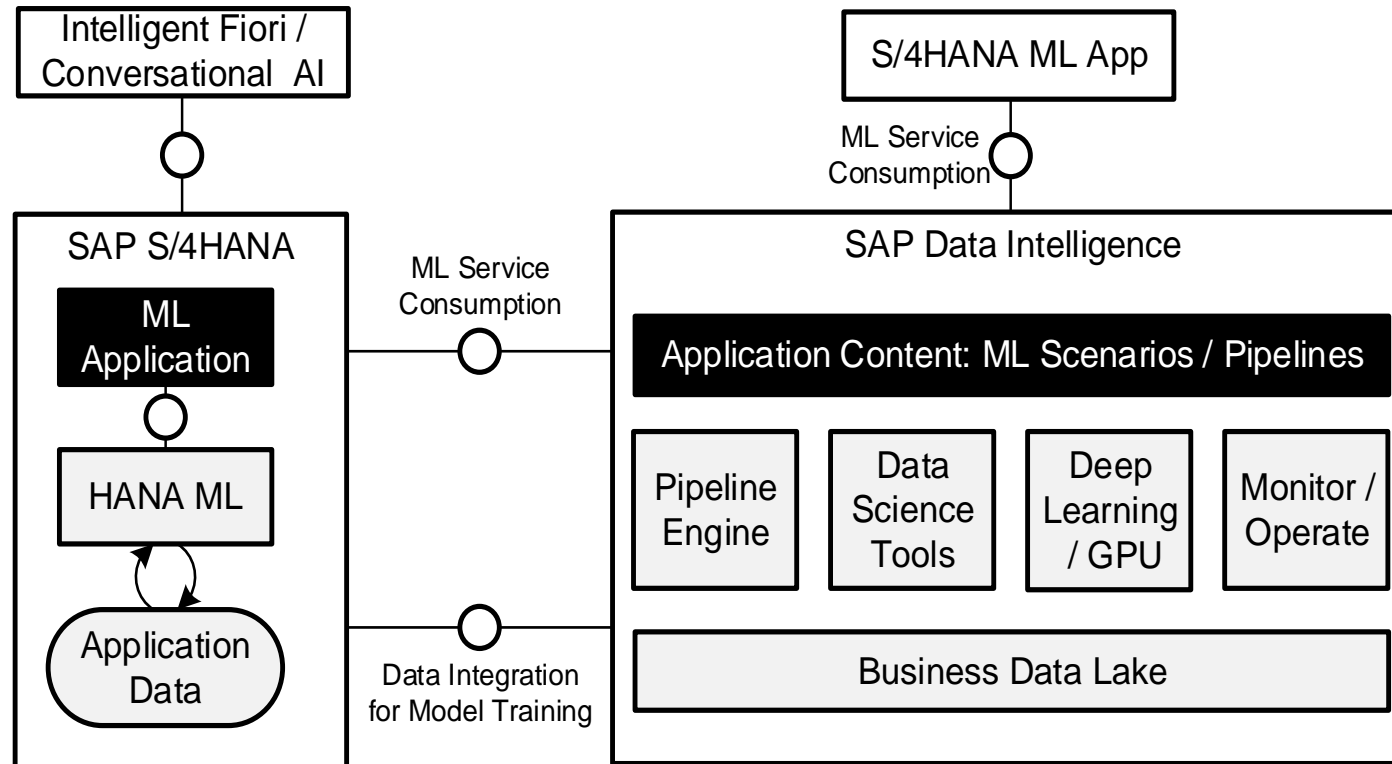 Intelligent Fiori /
Conversational AI
S/4HANA ML App
ML Service
Consumption
SAP S/4HANA
ML
Application
HANA ML
Application
Data
ML Service
Consumption
Data Integration
for Model Training
SAP Data Intelligence
Application Content: ML Scenarios / Pipelines
Pipeline
Engine
Data
Science
Tools
Deep
Learning
/ GPU
Monitor /
Operate
Business Data Lake